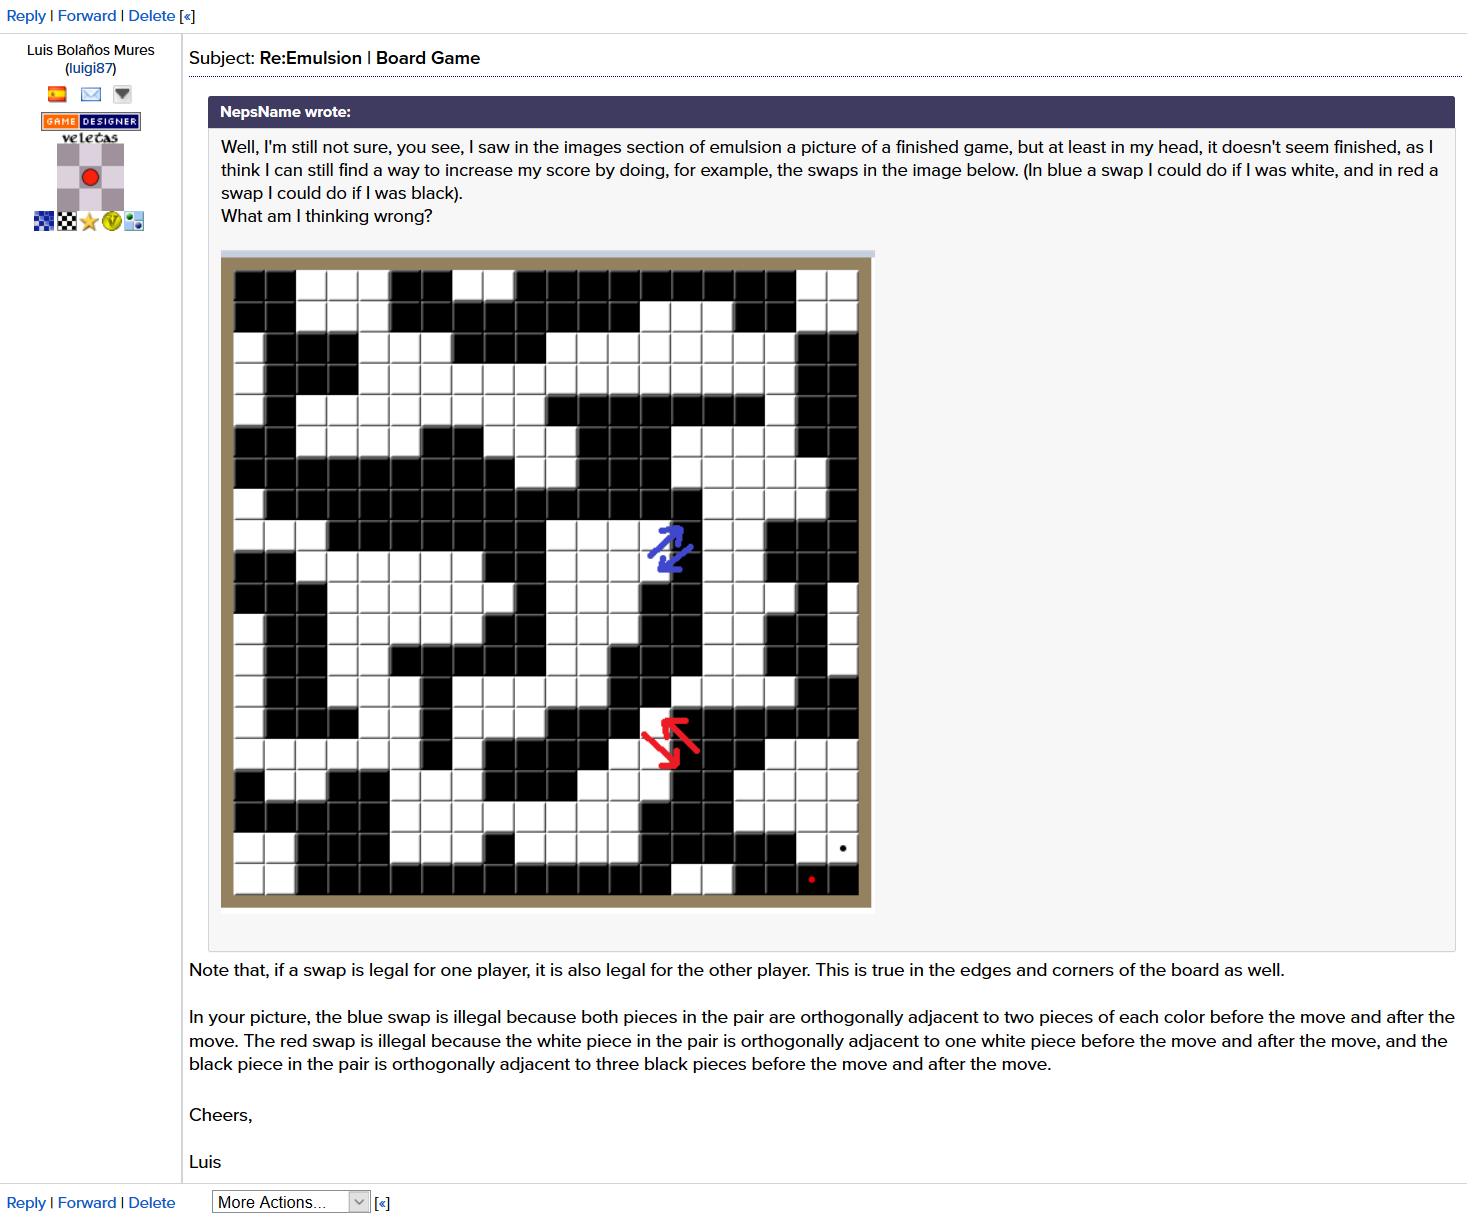 Reply | Forward | Delete [«]
Luis Bolaños Mures
(luigi87)
GAME DESIGNER
veletas
Subject: Re:Emulsion | Board Game
NepsName wrote:
Well, I'm still not sure, you see, I saw in the images section of emulsion a picture of a finished game, but at least in my head, it doesn't seem finished, as I
think I can still find a way to increase my score by doing, for example, the swaps in the image below. (In blue a swap I could do if I was white, and in red a
swap I could do if I was black).
What am I thinking wrong?
Note that, if a swap is legal for one player, it is also legal for the other player. This is true in the edges and corners of the board as well.
In your picture, the blue swap is illegal because both pieces in the pair are orthogonally adjacent to two pieces of each color before the move and after the
move. The red swap is illegal because the white piece in the pair is orthogonally adjacent to one white piece before the move and after the move, and the
black piece in the pair is orthogonally adjacent to three black pieces before the move and after the move.
Cheers,
Luis
Reply | Forward | Delete
More Actions... [«]